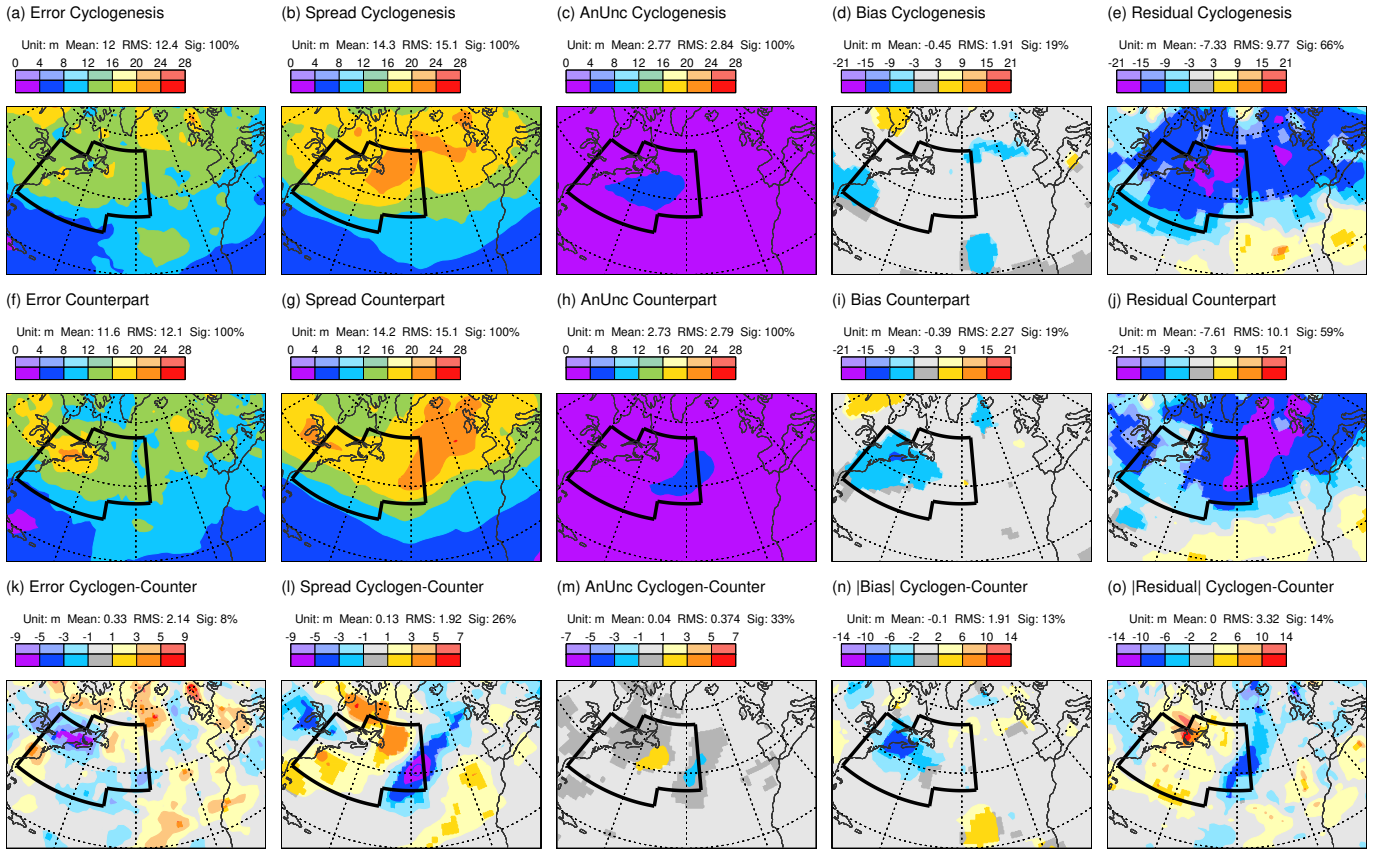 (a) Error Cyclogenesis
Unit: m Mean: 12 RMS: 12.4 Sig: 100%
0 4 8 12 16 20 24 28
(b) Spread Cyclogenesis
Unit: m Mean: 14.3 RMS: 15.1 Sig: 100%
0 4 8 12 16 20 24 28
(c) AnUnc Cyclogenesis
Unit: m Mean: 2.77 RMS: 2.84 Sig: 100%
0 4 8 12 16 20 24 28
(d) Bias Cyclogenesis
Unit: m Mean: -0.45 RMS: 1.91 Sig: 19%
-21 -15 -9 -3 3 9 15 21
(e) Residual Cyclogenesis
Unit: m Mean: -7.33 RMS: 9.77 Sig: 66%
-21 -15 -9 -3 3 9 15 21
(f) Error Counterpart
Unit: m Mean: 11.6 RMS: 12.1 Sig: 100%
0 4 8 12 16 20 24 28
(g) Spread Counterpart
Unit: m Mean: 14.2 RMS: 15.1 Sig: 100%
0 4 8 12 16 20 24 28
(h) AnUnc Counterpart
Unit: m Mean: 2.73 RMS: 2.79 Sig: 100%
0 4 8 12 16 20 24 28
(i) Bias Counterpart
Unit: m Mean: -0.39 RMS: 2.27 Sig: 19%
-21 -15 -9 -3 3 9 15 21
(j) Residual Counterpart
Unit: m Mean: -7.61 RMS: 10.1 Sig: 59%
-21 -15 -9 -3 3 9 15 21
(k) Error Cyclogen-Counter
Unit: m Mean: 0.33 RMS: 2.14 Sig: 8%
-9 -5 -3 -1 1 3 5 9
(l) Spread Cyclogen-Counter
Unit: m Mean: 0.13 RMS: 1.92 Sig: 26%
-9 -5 -3 -1 1 3 5 7
(m) AnUnc Cyclogen-Counter
Unit: m Mean: 0.04 RMS: 0.374 Sig: 33%
-7 -5 -3 -1 1 3 5 7
(n) |Bias| Cyclogen-Counter
Unit: m Mean: -0.1 RMS: 1.91 Sig: 13%
-14 -10 -6 -2 2 6 10 14
(o) |Residual| Cyclogen-Counter
Unit: m Mean: 0 RMS: 3.32 Sig: 14%
-14 -10 -6 -2 2 6 10 14